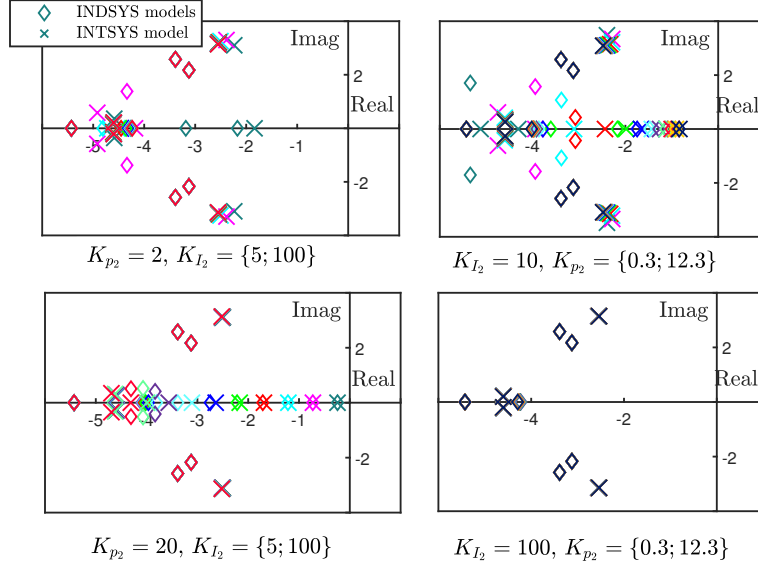 INDSYS models
INTSYS model
Imag
2
Real
-5 -4 -3 -2 -1
-2
Imag
2
Real
-4 -2
-2
K_{p_2} = 2, K_{I_2} = {5; 100}
K_{I_2} = 10, K_{p_2} = {0.3; 12.3}
Imag
2
Real
-5 -4 -3 -2 -1
-2
Imag
2
Real
-4 -2
-2
K_{p_2} = 20, K_{I_2} = {5; 100}
K_{I_2} = 100, K_{p_2} = {0.3; 12.3}